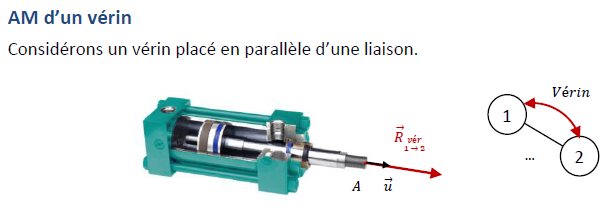 AM d’un vérin
Considérons un vérin placé en parallèle d’une liaison.
Vérin
1
2
...
R vér
1→2
A
u